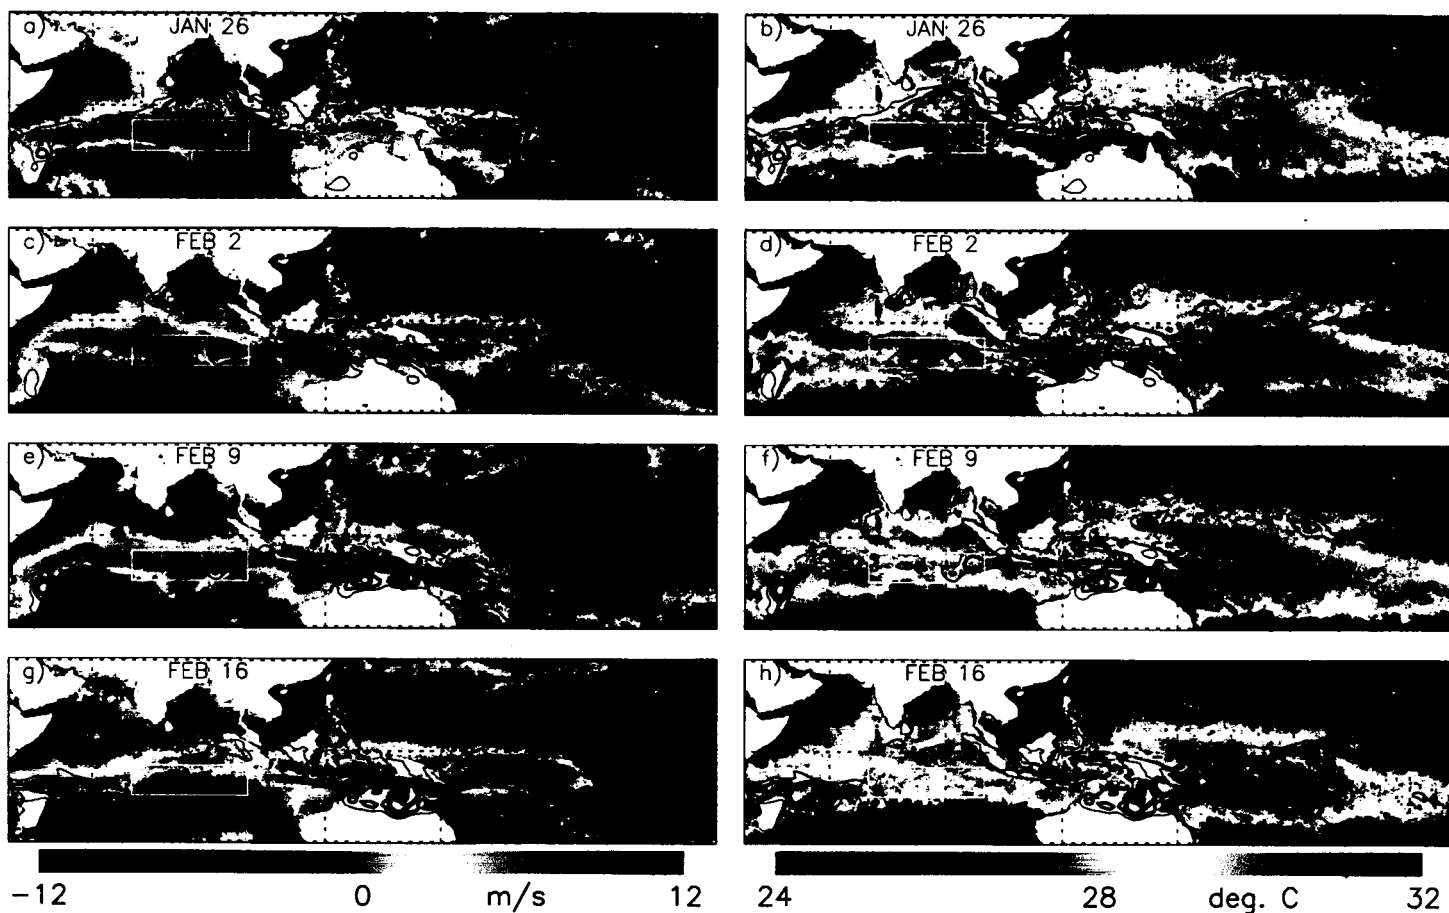 a) JAN 26
b) JAN 26
c) FEB 2
d) FEB 2
e) FEB 9
f) FEB 9
g) FEB 16
h) FEB 16
-12 0 m/s 12
24 28 deg. C 32